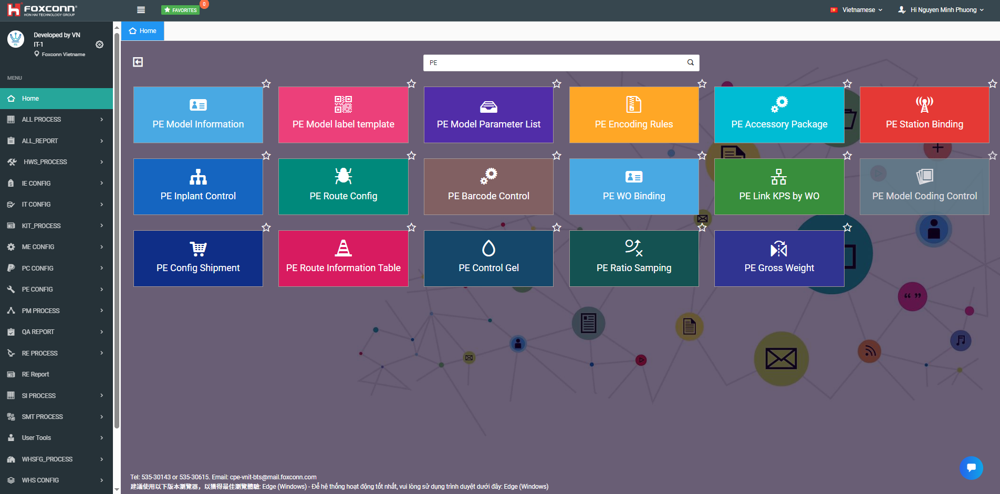 FOXCONN®
HON HAI TECHNOLOGY GROUP
FAVORITES
0
Vietnamese
Hi Nguyen Minh Phuong
Developed by VN
IT-1
Foxconn Vietname
Home
PE
MENU
Home
ALL PROCESS
ALL_REPORT
HWS_PROCESS
IE CONFIG
IT CONFIG
KIT_PROCESS
ME CONFIG
PC CONFIG
PE CONFIG
PM PROCESS
QA REPORT
RE PROCESS
RE Report
SI PROCESS
SMT PROCESS
User Tools
WHSFG_PROCESS
WHS CONFIG
PE Model Information
PE Model label template
PE Model Parameter List
PE Encoding Rules
PE Accessory Package
PE Station Binding
PE Inplant Control
PE Route Config
PE Barcode Control
PE WO Binding
PE Link KPS by WO
PE Model Coding Control
PE Config Shipment
PE Route Information Table
PE Control Gel
PE Ratio Samping
PE Gross Weight
Tel: 535-30143 or 535-30615. Email: cpe-vnit-bts@mail.foxconn.com
建議使用以下版本瀏覽器，以獲得最佳瀏覽體驗: Edge (Windows) - Để hệ thống hoạt động tốt nhất, vui lòng sử dụng trình duyệt dưới đây: Edge (Windows)